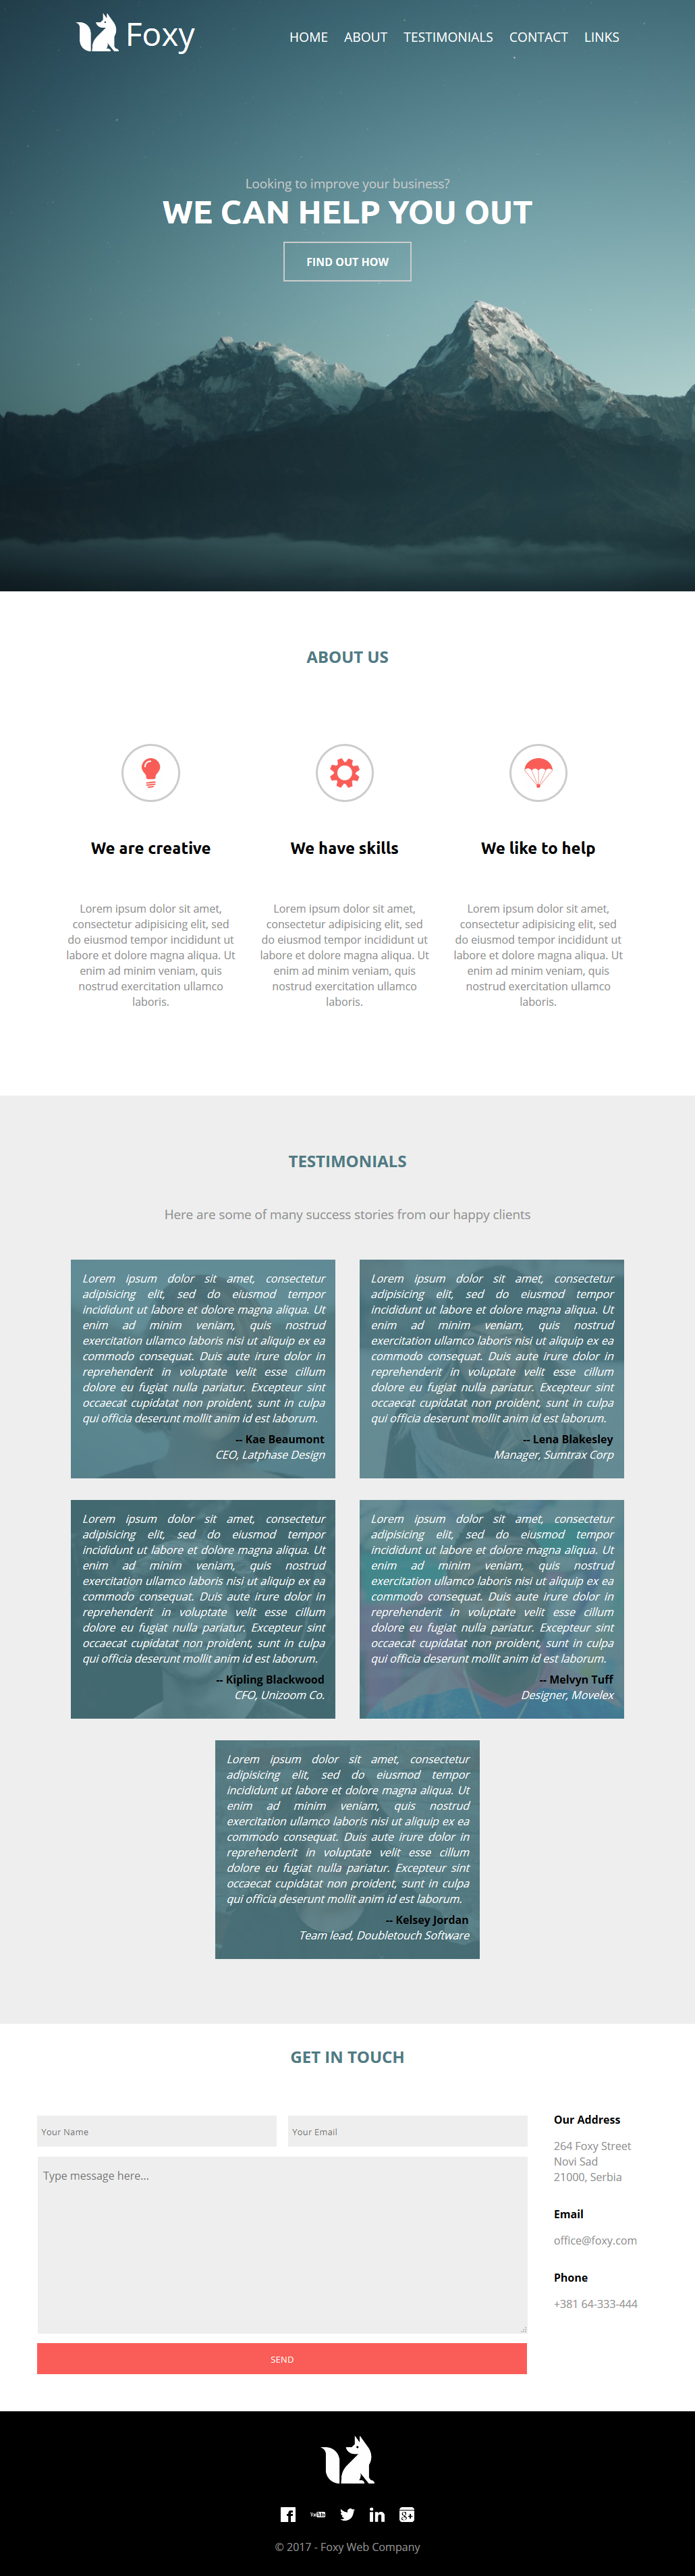 Foxy
HOME ABOUT TESTIMONIALS CONTACT LINKS
Looking to improve your business?
WE CAN HELP YOU OUT
FIND OUT HOW
ABOUT US
We are creative
Lorem ipsum dolor sit amet,
consectetur adipisicing elit, sed
do eiusmod tempor incididunt ut
labore et dolore magna aliqua. Ut
enim ad minim veniam, quis
nostrud exercitation ullamco
laboris.
We have skills
Lorem ipsum dolor sit amet,
consectetur adipisicing elit, sed
do eiusmod tempor incididunt ut
labore et dolore magna aliqua. Ut
enim ad minim veniam, quis
nostrud exercitation ullamco
laboris.
We like to help
Lorem ipsum dolor sit amet,
consectetur adipisicing elit, sed
do eiusmod tempor incididunt ut
labore et dolore magna aliqua. Ut
enim ad minim veniam, quis
nostrud exercitation ullamco
laboris.
TESTIMONIALS
Here are some of many success stories from our happy clients
Lorem ipsum dolor sit amet, consectetur
adipisicing elit, sed do eiusmod tempor
incididunt ut labore et dolore magna aliqua. Ut
enim ad minim veniam, quis nostrud
exercitation ullamco laboris nisi ut aliquip ex ea
commodo consequat. Duis aute irure dolor in
reprehenderit in voluptate velit esse cillum
dolore eu fugiat nulla pariatur. Excepteur sint
occaecat cupidatat non proident, sunt in culpa
qui officia deserunt mollit anim id est laborum.
-- Kae Beaumont
CEO, Latphase Design
Lorem ipsum dolor sit amet, consectetur
adipisicing elit, sed do eiusmod tempor
incididunt ut labore et dolore magna aliqua. Ut
enim ad minim veniam, quis nostrud
exercitation ullamco laboris nisi ut aliquip ex ea
commodo consequat. Duis aute irure dolor in
reprehenderit in voluptate velit esse cillum
dolore eu fugiat nulla pariatur. Excepteur sint
occaecat cupidatat non proident, sunt in culpa
qui officia deserunt mollit anim id est laborum.
-- Lena Blakesley
Manager, Sumtrax Corp
Lorem ipsum dolor sit amet, consectetur
adipisicing elit, sed do eiusmod tempor
incididunt ut labore et dolore magna aliqua. Ut
enim ad minim veniam, quis nostrud
exercitation ullamco laboris nisi ut aliquip ex ea
commodo consequat. Duis aute irure dolor in
reprehenderit in voluptate velit esse cillum
dolore eu fugiat nulla pariatur. Excepteur sint
occaecat cupidatat non proident, sunt in culpa
qui officia deserunt mollit anim id est laborum.
-- Kipling Blackwood
CFO, Unizoom Co.
Lorem ipsum dolor sit amet, consectetur
adipisicing elit, sed do eiusmod tempor
incididunt ut labore et dolore magna aliqua. Ut
enim ad minim veniam, quis nostrud
exercitation ullamco laboris nisi ut aliquip ex ea
commodo consequat. Duis aute irure dolor in
reprehenderit in voluptate velit esse cillum
dolore eu fugiat nulla pariatur. Excepteur sint
occaecat cupidatat non proident, sunt in culpa
qui officia deserunt mollit anim id est laborum.
-- Melvyn Tuff
Designer, Movelex
Lorem ipsum dolor sit amet, consectetur
adipisicing elit, sed do eiusmod tempor
incididunt ut labore et dolore magna aliqua. Ut
enim ad minim veniam, quis nostrud
exercitation ullamco laboris nisi ut aliquip ex ea
commodo consequat. Duis aute irure dolor in
reprehenderit in voluptate velit esse cillum
dolore eu fugiat nulla pariatur. Excepteur sint
occaecat cupidatat non proident, sunt in culpa
qui officia deserunt mollit anim id est laborum.
-- Kelsey Jordan
Team lead, Doubletouch Software
GET IN TOUCH
Your Name
Your Email
Type message here...
SEND
Our Address
264 Foxy Street
Novi Sad
21000, Serbia
Email
office@foxy.com
Phone
+381 64-333-444
© 2017 - Foxy Web Company